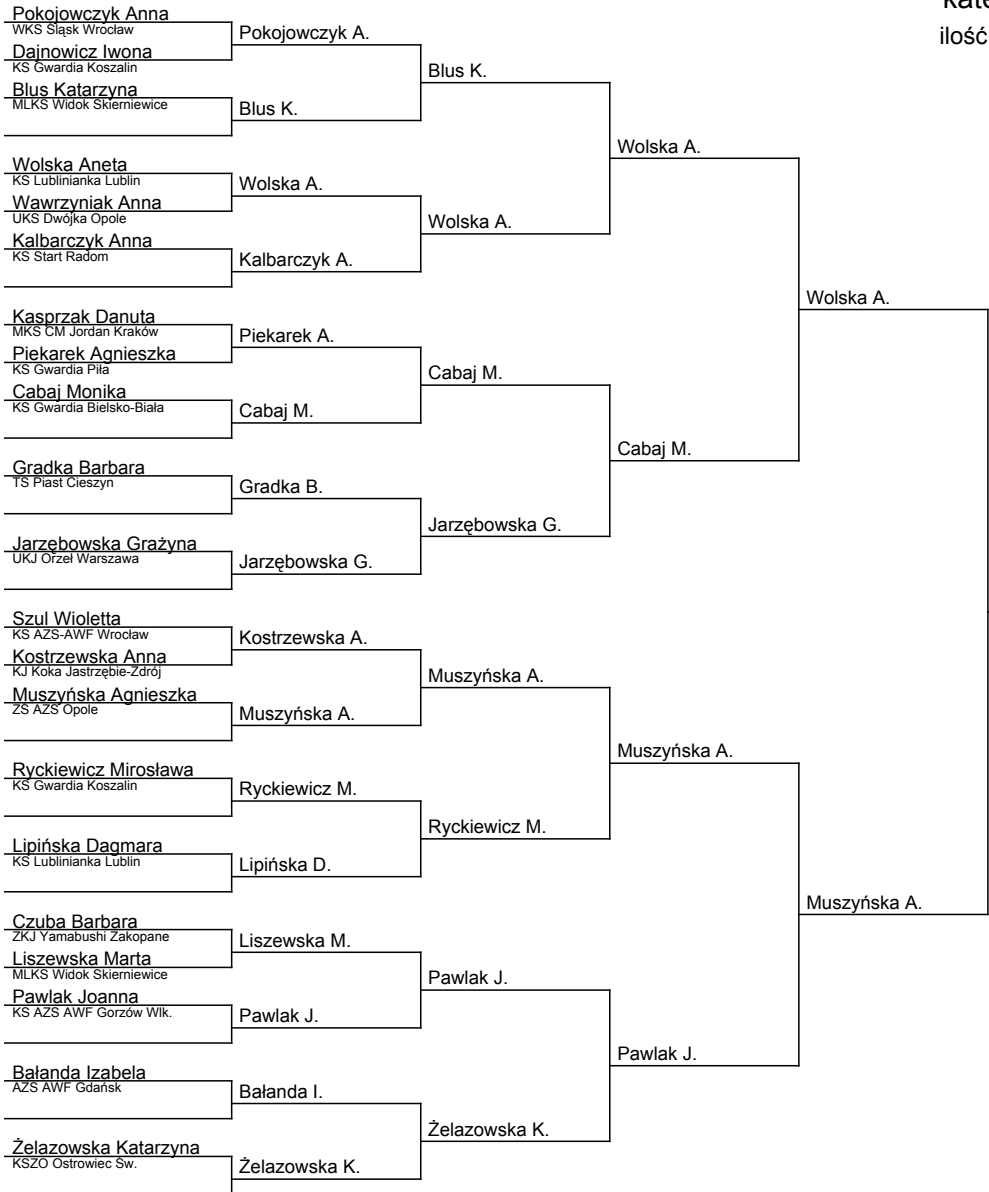 kate
ilość
Pokojowczyk Anna
WKS Śląsk Wrocław
Dajnowicz Iwona
KS Gwardia Koszalin
Blus Katarzyna
MLKS Widok Skierniewice
Wolska Aneta
KS Lublinianka Lublin
Wawrzyniak Anna
UKS Dwójka Opole
Kalbarczyk Anna
KS Start Radom
Kasprzak Danuta
MKS CM Jordan Kraków
Piekarek Agnieszka
KS Gwardia Piła
Cabaj Monika
KS Gwardia Bielsko-Biała
Gradka Barbara
TS Piast Cieszyn
Jarzębowska Grażyna
UKJ Orzeł Warszawa
Szul Wioletta
KS AZS-AWF Wrocław
Kostrzewska Anna
KJ Koka Jastrzębie-Zdrój
Muszyńska Agnieszka
ZS AZS Opole
Ryckiewicz Mirosława
KS Gwardia Koszalin
Lipińska Dagmara
KS Lublinianka Lublin
Czuba Barbara
ZKJ Yamabushi Zakopane
Liszewska Marta
MLKS Widok Skierniewice
Pawlak Joanna
KS AZS AWF Gorzów Wlk.
Bałanda Izabela
AZS AWF Gdańsk
Żelazowska Katarzyna
KSZO Ostrowiec Św.
Pokojowczyk A.
Blus K.
Wolska A.
Kalbarczyk A.
Piekarek A.
Cabaj M.
Gradka B.
Jarzębowska G.
Kostrzewska A.
Muszyńska A.
Ryckiewicz M.
Lipińska D.
Liszewska M.
Pawlak J.
Bałanda I.
Żelazowska K.
Blus K.
Wolska A.
Cabaj M.
Jarzębowska G.
Muszyńska A.
Ryckiewicz M.
Pawlak J.
Żelazowska K.
Wolska A.
Cabaj M.
Muszyńska A.
Pawlak J.
Wolska A.
Muszyńska A.